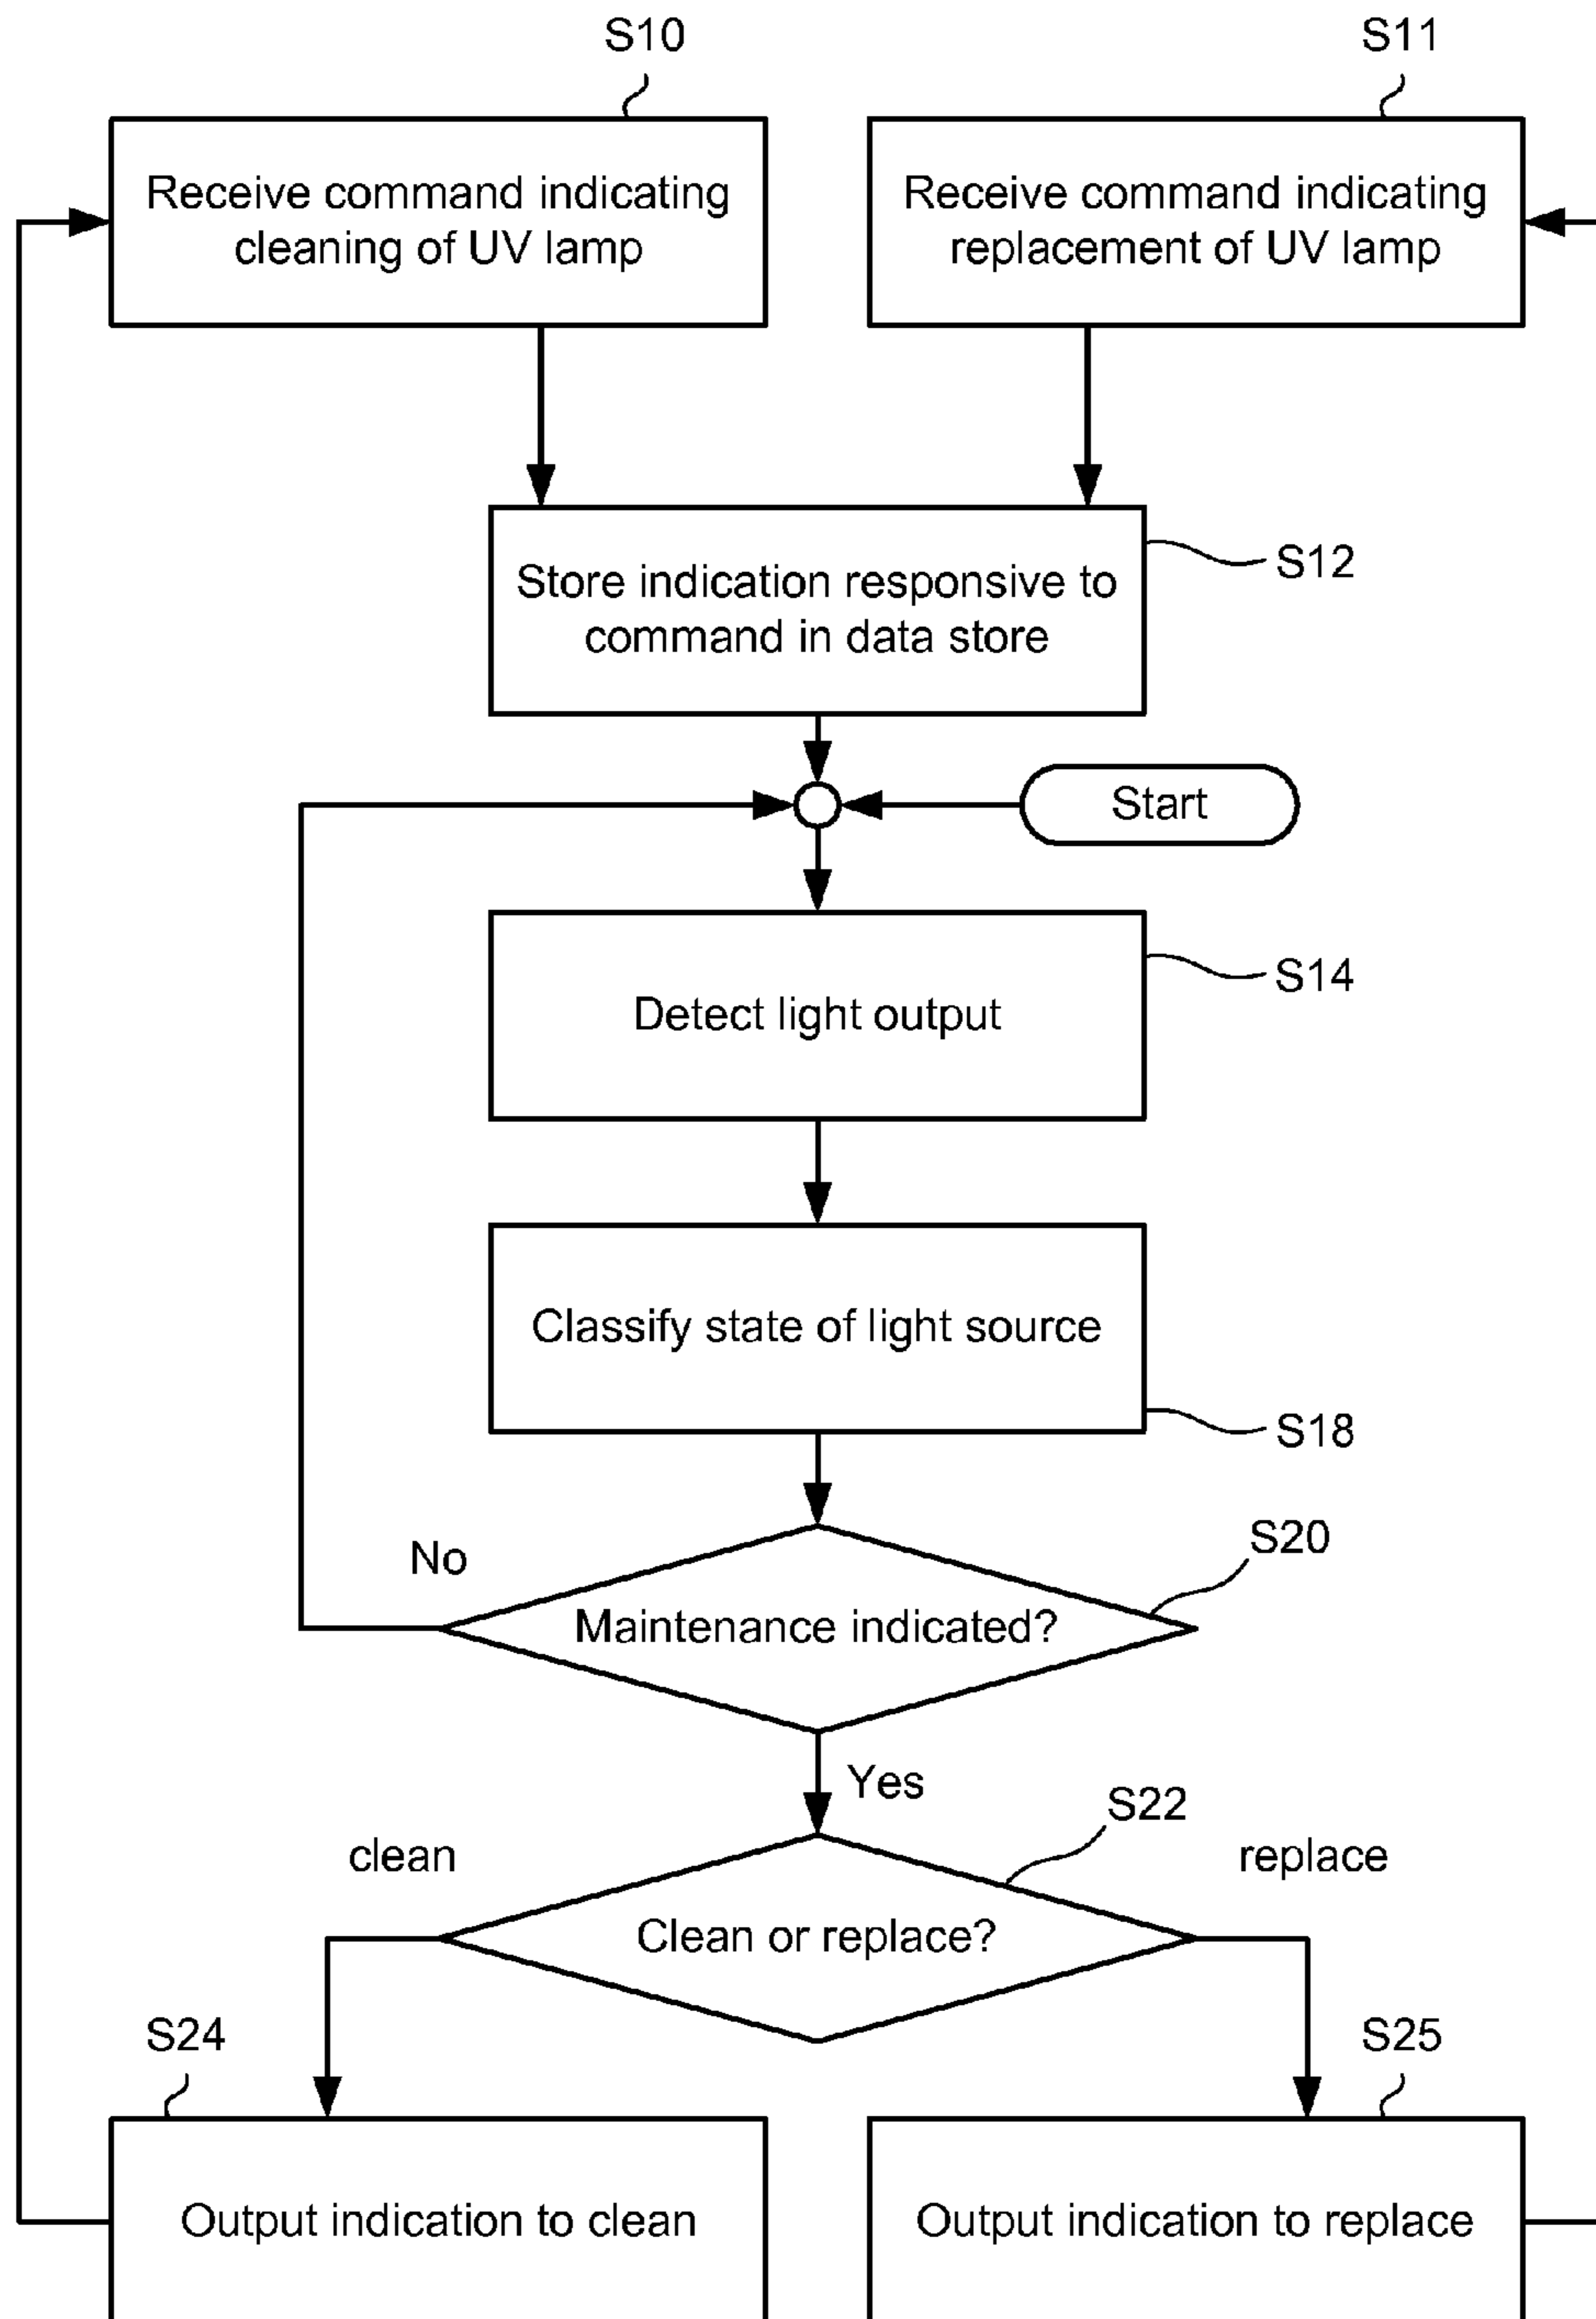 S10
S11
Receive command indicating
cleaning of UV lamp
Receive command indicating
replacement of UV lamp
Store indication responsive to
command in data store
S12
Start
Detect light output
S14
Classify state of light source
S18
No
S20
Maintenance indicated?
Yes
S22
clean
replace
Clean or replace?
S24
S25
Output indication to clean
Output indication to replace